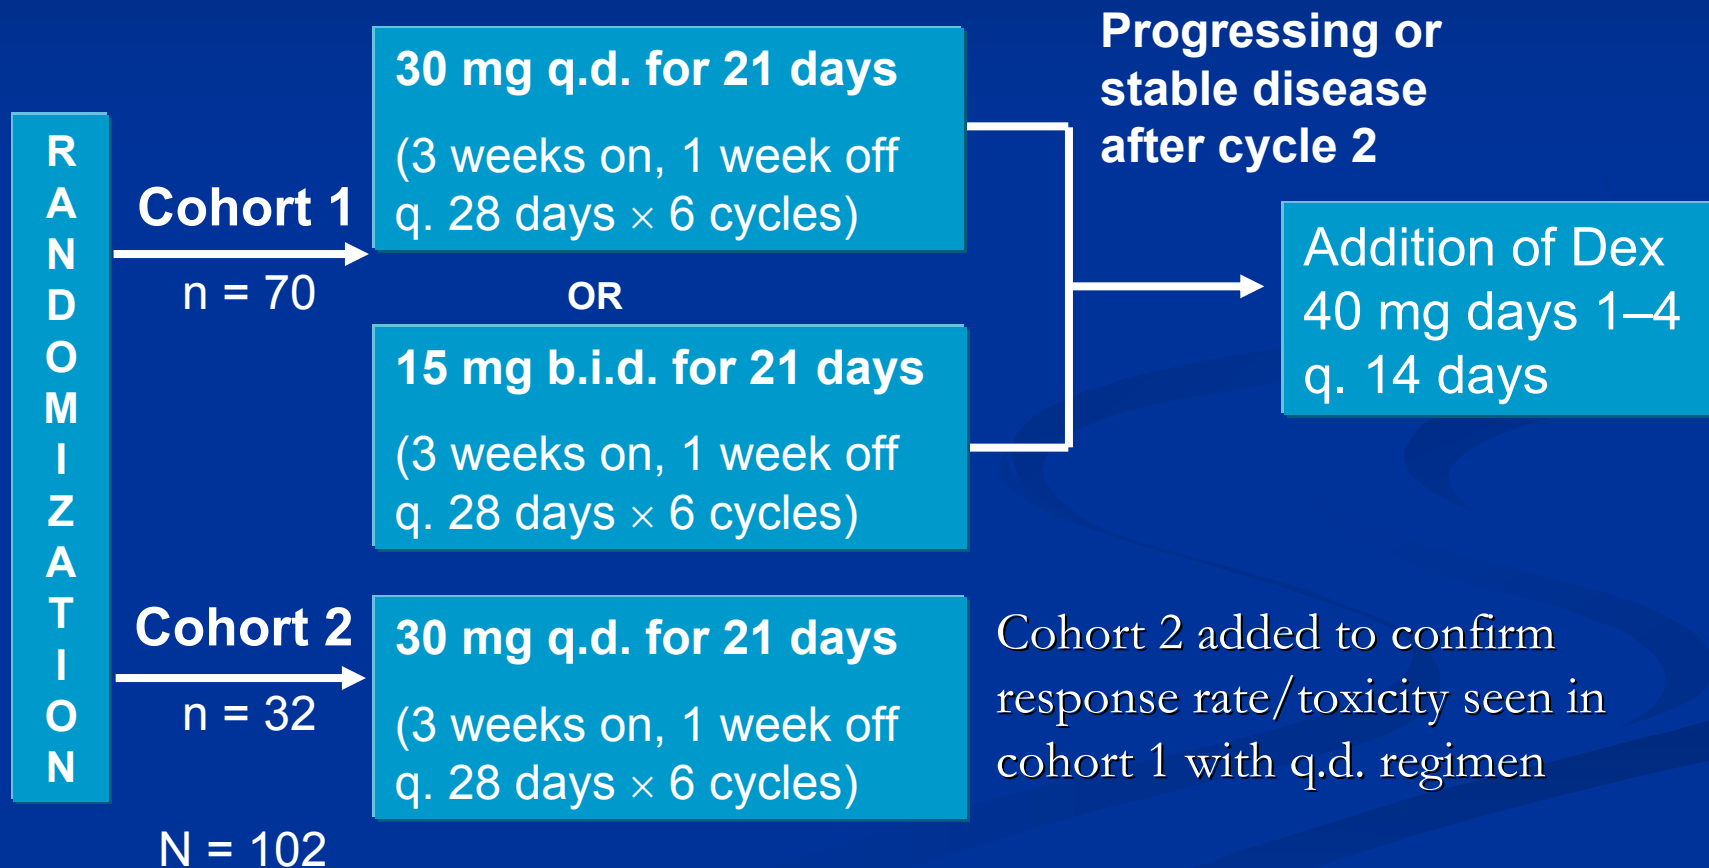 RANDOMIZATION
Cohort 1
n = 70
30 mg q.d. for 21 days
(3 weeks on, 1 week off
q. 28 days × 6 cycles)
OR
15 mg b.i.d. for 21 days
(3 weeks on, 1 week off
q. 28 days × 6 cycles)
Progressing or
stable disease
after cycle 2
Addition of Dex
40 mg days 1–4
q. 14 days
Cohort 2
n = 32
30 mg q.d. for 21 days
(3 weeks on, 1 week off
q. 28 days × 6 cycles)
Cohort 2 added to confirm
response rate/toxicity seen in
cohort 1 with q.d. regimen
N = 102